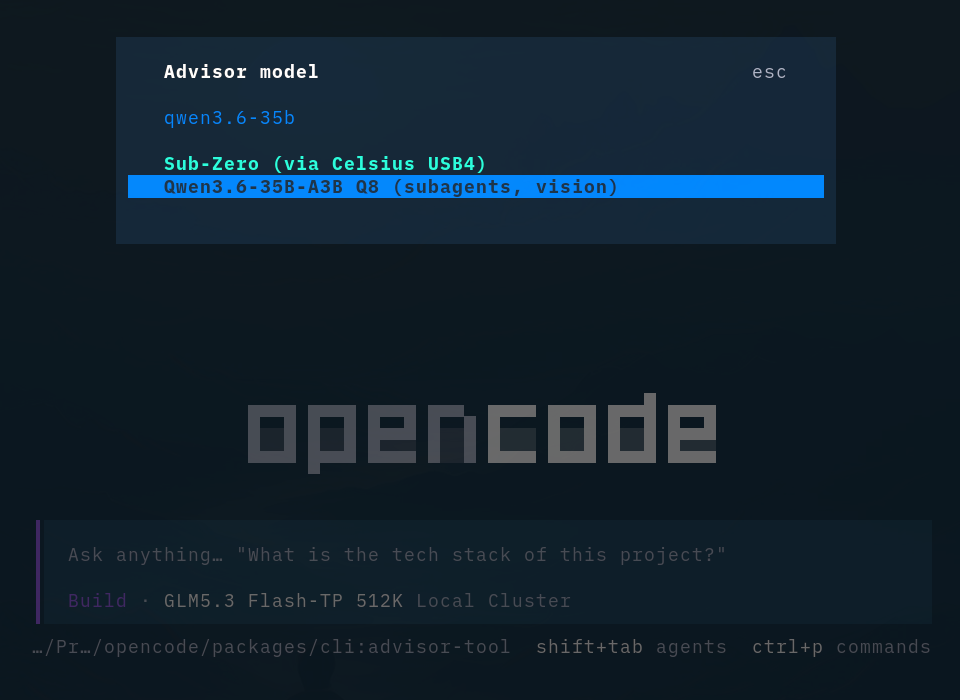 Advisor model esc
qwen3.6-35b
Sub-Zero (via Celsius USB4)
Qwen3.6-35B-A3B Q8 (subagents, vision)
opencode
Ask anything… "What is the tech stack of this project?"
Build · GLM5.3 Flash-TP 512K Local Cluster
…/Pr…/opencode/packages/cli:advisor-tool shift+tab agents ctrl+p commands